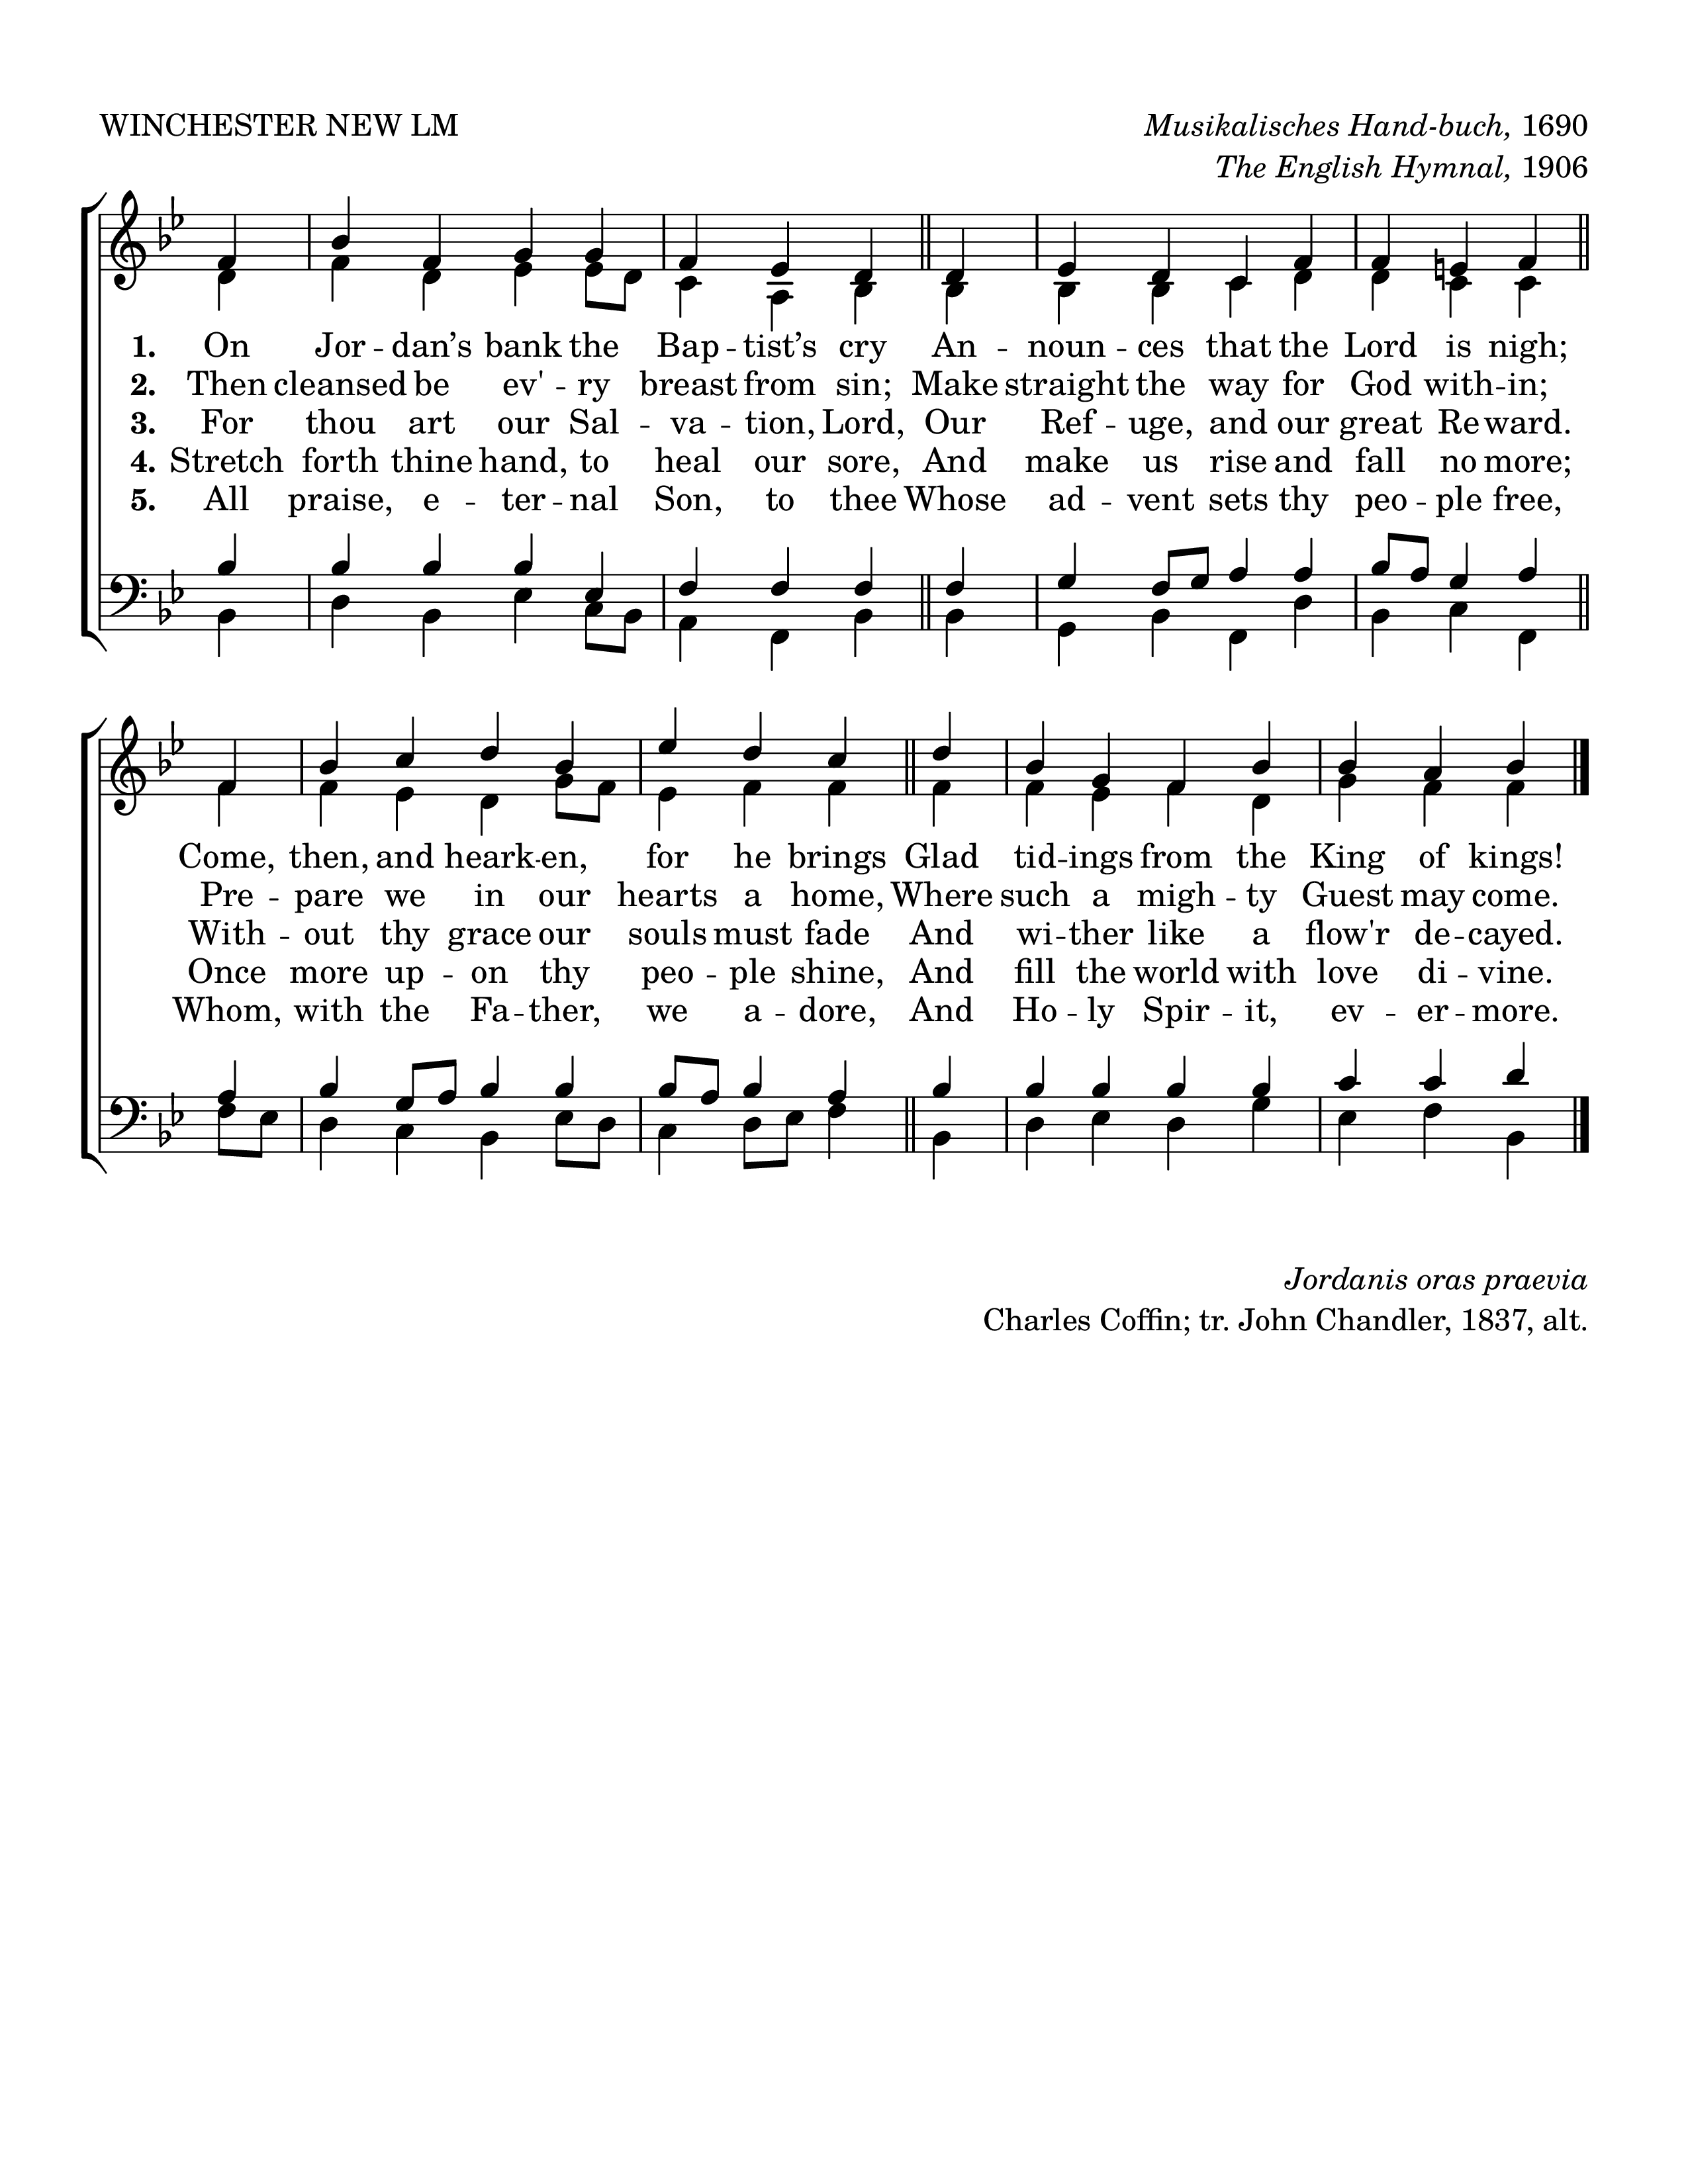 WINCHESTER NEW LM
Musikalisches Hand-buch, 1690
The English Hymnal, 1906
1. On Jor -- dan’s bank the Bap -- tist’s cry An -- noun -- ces that the Lord is nigh;
2. Then cleansed be ev' -- ry breast from sin; Make straight the way for God with -- in;
3. For thou art our Sal -- va -- tion, Lord, Our Ref -- uge, and our great Re ward.
4. Stretch forth thine hand, to heal our sore, And make us rise and fall no more;
5. All praise, e -- ter -- nal Son, to thee Whose ad -- vent sets thy peo -- ple free,
Come, then, and heark -- en, for he brings Glad tid -- ings from the King of kings!
Pre -- pare we in our hearts a home, Where such a migh -- ty Guest may come.
With -- out thy grace our souls must fade And wi -- ther like a flow'r de -- cayed.
Once more up -- on thy peo -- ple shine, And fill the world with love di -- vine.
Whom, with the Fa -- ther, we a -- dore, And Ho -- ly Spir -- it, ev -- er -- more.
Jordanis oras praevia
Charles Coffin; tr. John Chandler, 1837, alt.